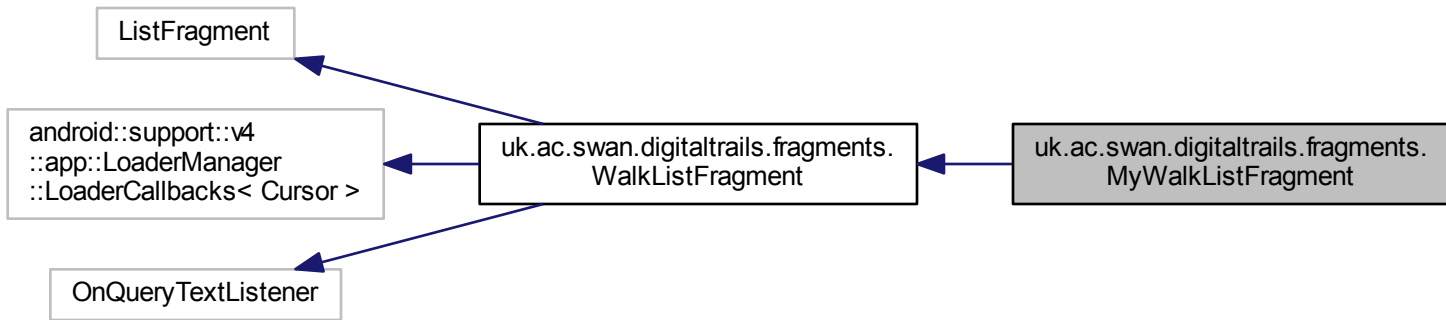 ListFragment
android::support::v4
::app::LoaderManager
::LoaderCallbacks< Cursor >
OnQueryTextListener
uk.ac.swan.digitaltrails.fragments.
WalkListFragment
uk.ac.swan.digitaltrails.fragments.
MyWalkListFragment